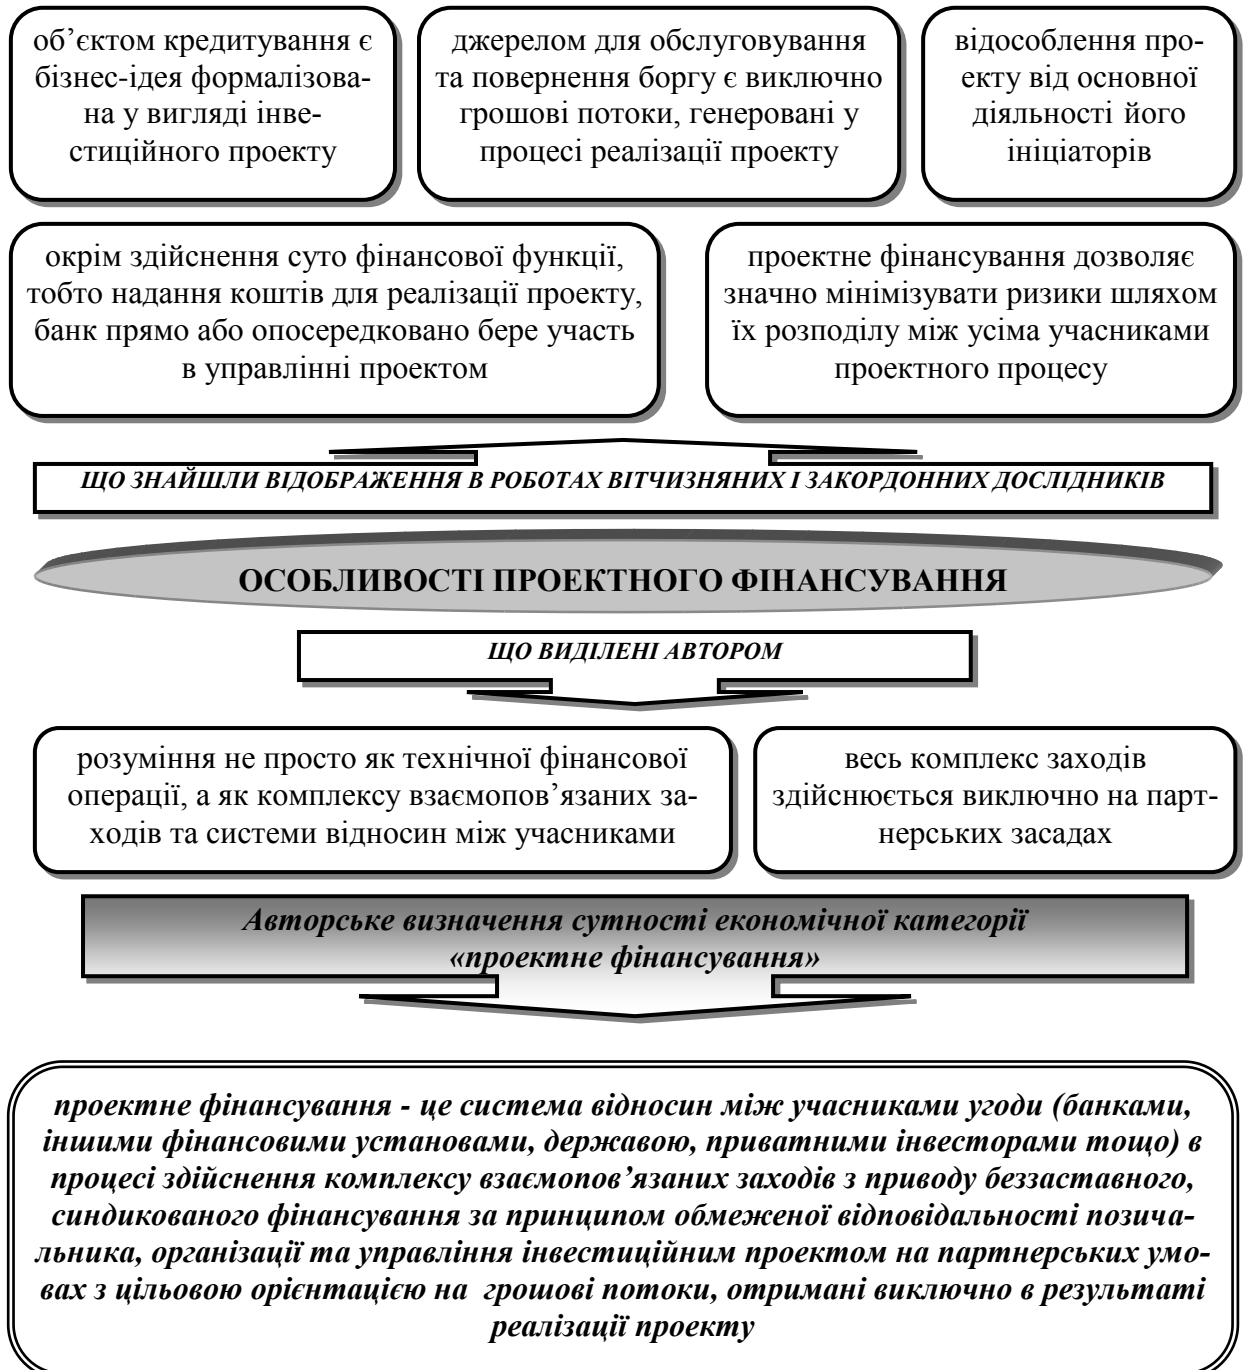 об’єктом кредитування є
бізнес-ідея формалізова-
на у вигляді інве-
стиційного проекту
джерелом для обслуговування
та повернення боргу є виключно
грошові потоки, генеровані у
процесі реалізації проекту
відособлення про-
екту від основної
діяльності його
ініціаторів
окрім здійснення суто фінансової функції,
тобто надання коштів для реалізації проекту,
банк прямо або опосередковано бере участь
в управлінні проектом
проектне фінансування дозволяє
значно мінімізувати ризики шляхом
їх розподілу між усіма учасниками
проектного процесу
ЩО ЗНАЙШЛИ ВІДОБРАЖЕННЯ В РОБОТАХ ВІТЧИЗНЯНИХ І ЗАКОРДОННИХ ДОСЛІДНИКІВ
ОСОБЛИВОСТІ ПРОЕКТНОГО ФІНАНСУВАННЯ
ЩО ВИДІЛЕНІ АВТОРОМ
розуміння не просто як технічної фінансової
операції, а як комплексу взаємопов’язаних за-
ходів та системи відносин між учасниками
весь комплекс заходів
здійснюється виключно на парт-
нерських засадах
Авторське визначення сутності економічної категорії
«проектне фінансування»
проектне фінансування - це система відносин між учасниками угоди (банками,
іншими фінансовими установами, державою, приватними інвесторами тощо) в
процесі здійснення комплексу взаємопов’язаних заходів з приводу беззаставного,
синдикованого фінансування за принципом обмеженої відповідальності позича-
льника, організації та управління інвестиційним проектом на партнерських умо-
вах з цільовою орієнтацією на грошові потоки, отримані виключно в результаті
реалізації проекту